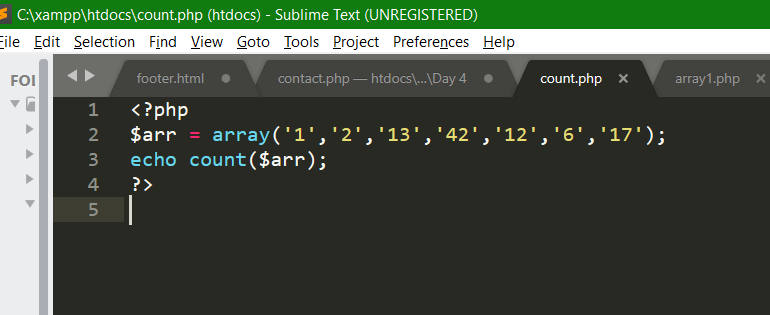 C:\xampp\htdocs\count.php (htdocs) - Sublime Text (UNREGISTERED)
File Edit Selection Find View Goto Tools Project Preferences Help
FOL
footer.html contact.php — htdocs\...\Day 4 count.php array1.php
1 <?php
2 $arr = array('1','2','13','42','12','6','17');
3 echo count($arr);
4 ?>
5